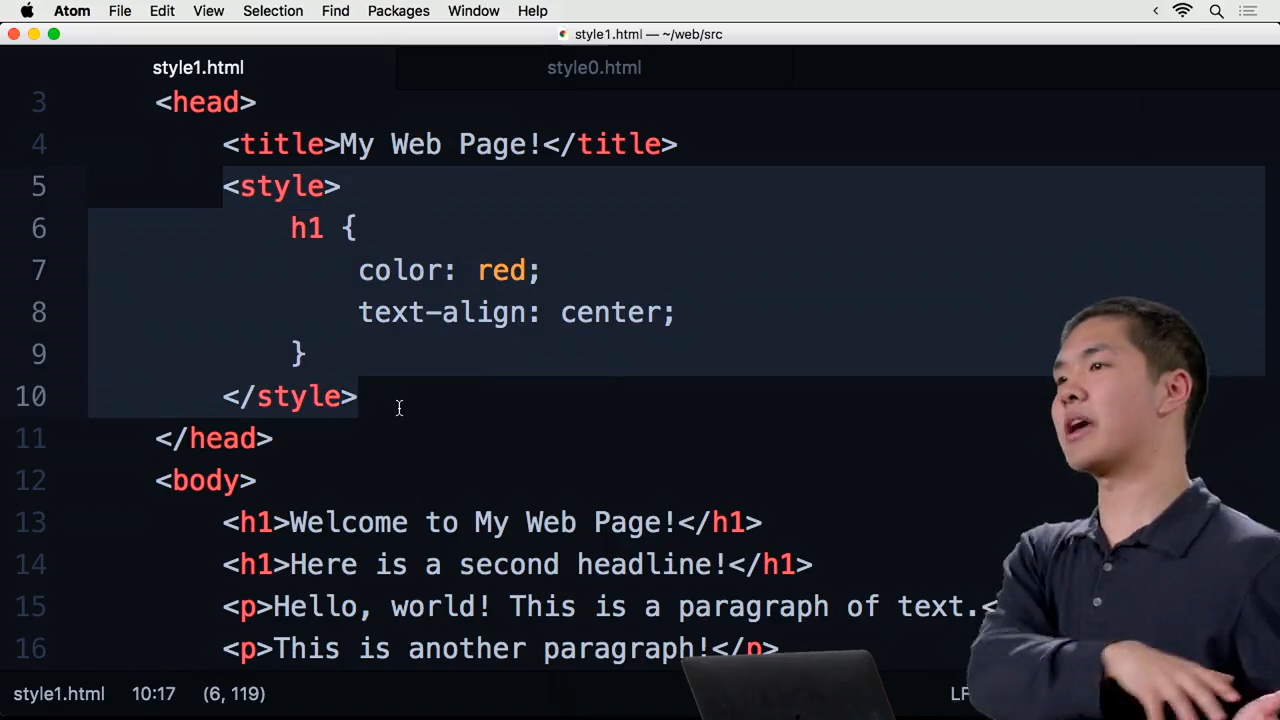 Atom File Edit View Selection Find Packages Window Help
style1.html — ~/web/src
style1.html style0.html
3 <head>
4 <title>My Web Page!</title>
5 <style>
6 h1 {
7 color: red;
8 text-align: center;
9 }
10 </style>
11 </head>
12 <body>
13 <h1>Welcome to My Web Page!</h1>
14 <h1>Here is a second headline!</h1>
15 <p>Hello, world! This is a paragraph of text.<
16 <p>This is another paragraph!</p>
style1.html 10:17 (6, 119) LF